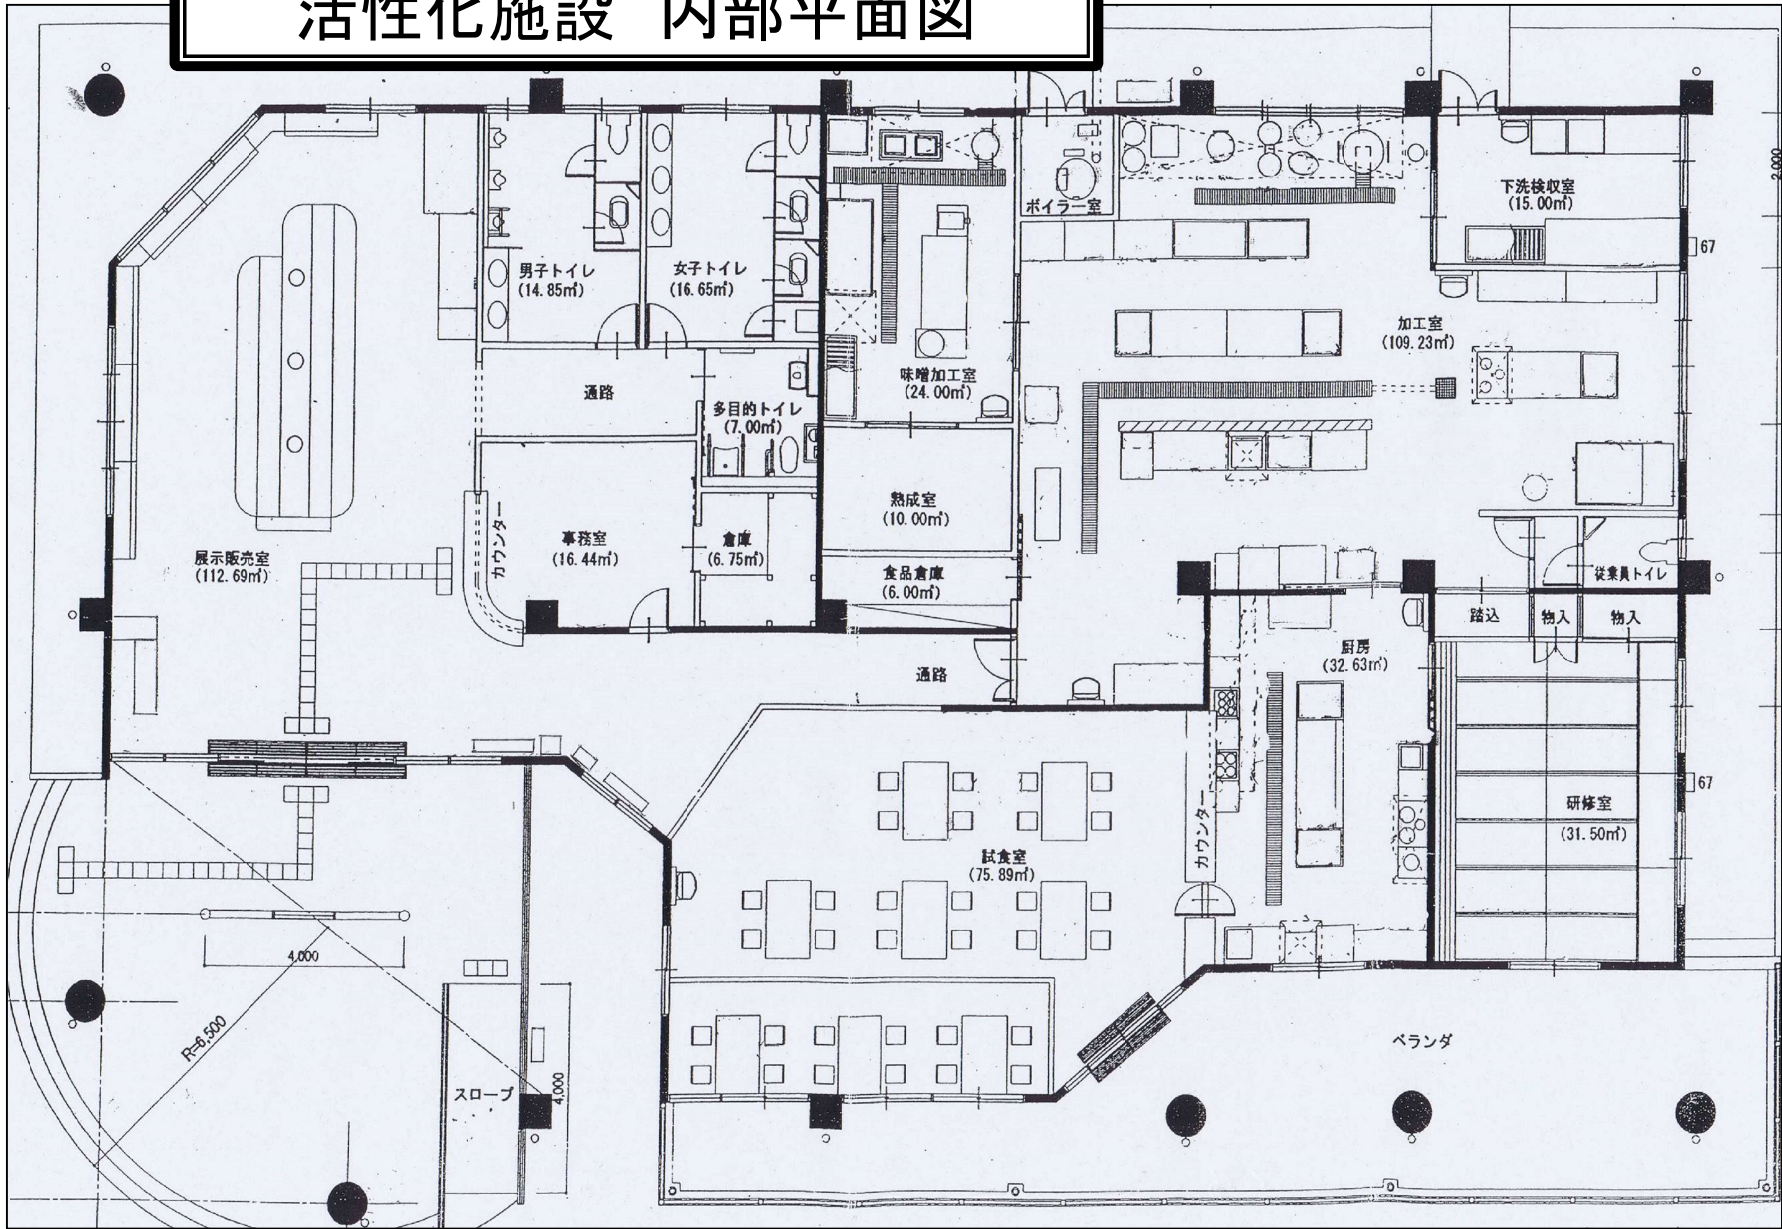 活性化施設　内部平面図
2,000
下洗検収室
(15.00㎡)
ボイラー室
67
男子トイレ
(14.85㎡)
女子トイレ
(16.65㎡)
加工室
(109.23㎡)
味噌加工室
(24.00㎡)
通路
多目的トイレ
(7.00㎡)
熟成室
(10.00㎡)
カウンター
事務室
(16.44㎡)
倉庫
(6.75㎡)
展示販売室
(112.69㎡)
食品倉庫
(6.00㎡)
従業員トイレ
踏込
物入
物入
厨房
(32.63㎡)
通路
67
研修室
(31.50㎡)
カウンター
試食室
(75.89㎡)
4,000
R=6,500
ベランダ
スロープ
4,000